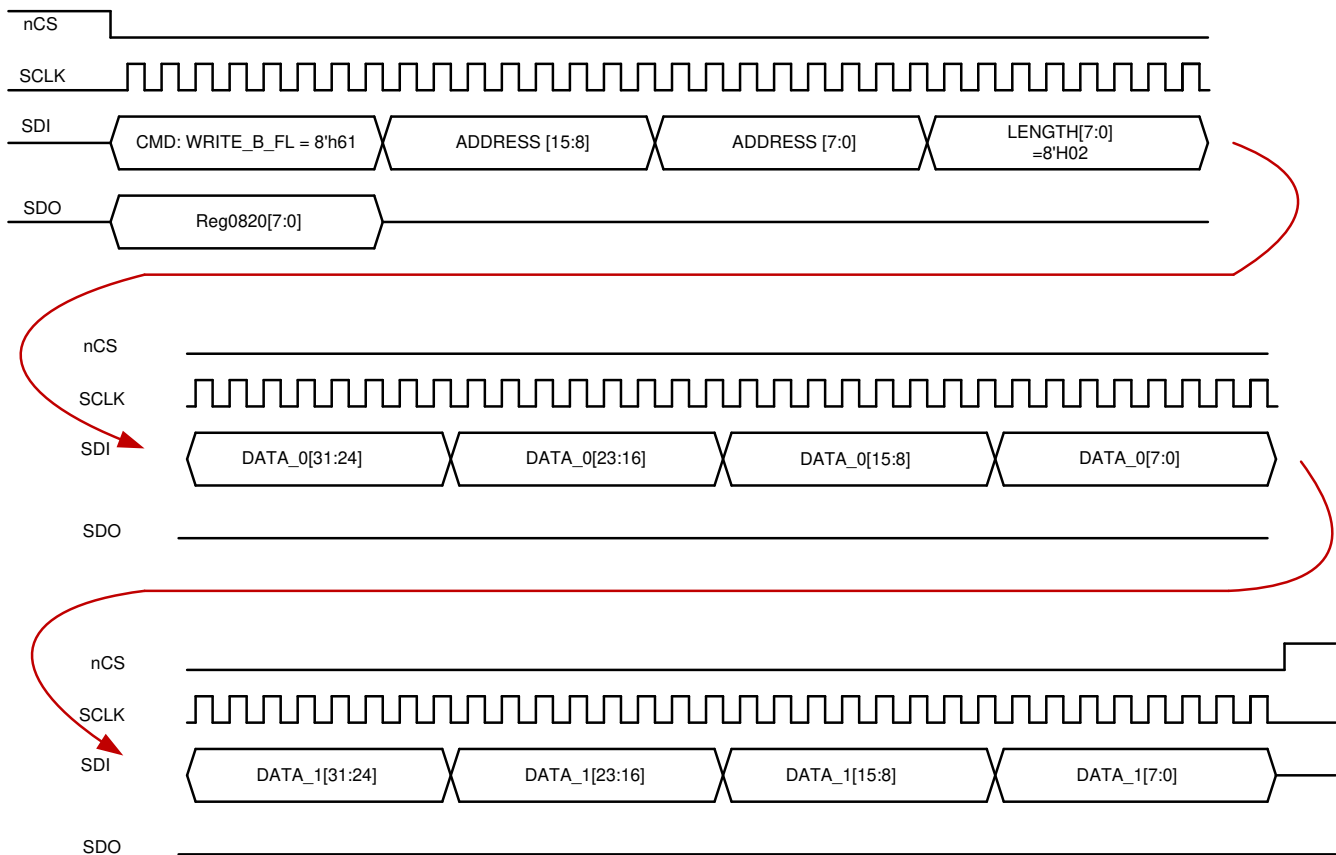 nCS
SCLK
SDI
CMD: WRITE_B_FL = 8'h61
ADDRESS [15:8]
ADDRESS [7:0]
LENGTH[7:0]
=8'H02
SDO
Reg0820[7:0]
nCS
SCLK
SDI
DATA_0[31:24]
DATA_0[23:16]
DATA_0[15:8]
DATA_0[7:0]
SDO
nCS
SCLK
SDI
DATA_1[31:24]
DATA_1[23:16]
DATA_1[15:8]
DATA_1[7:0]
SDO